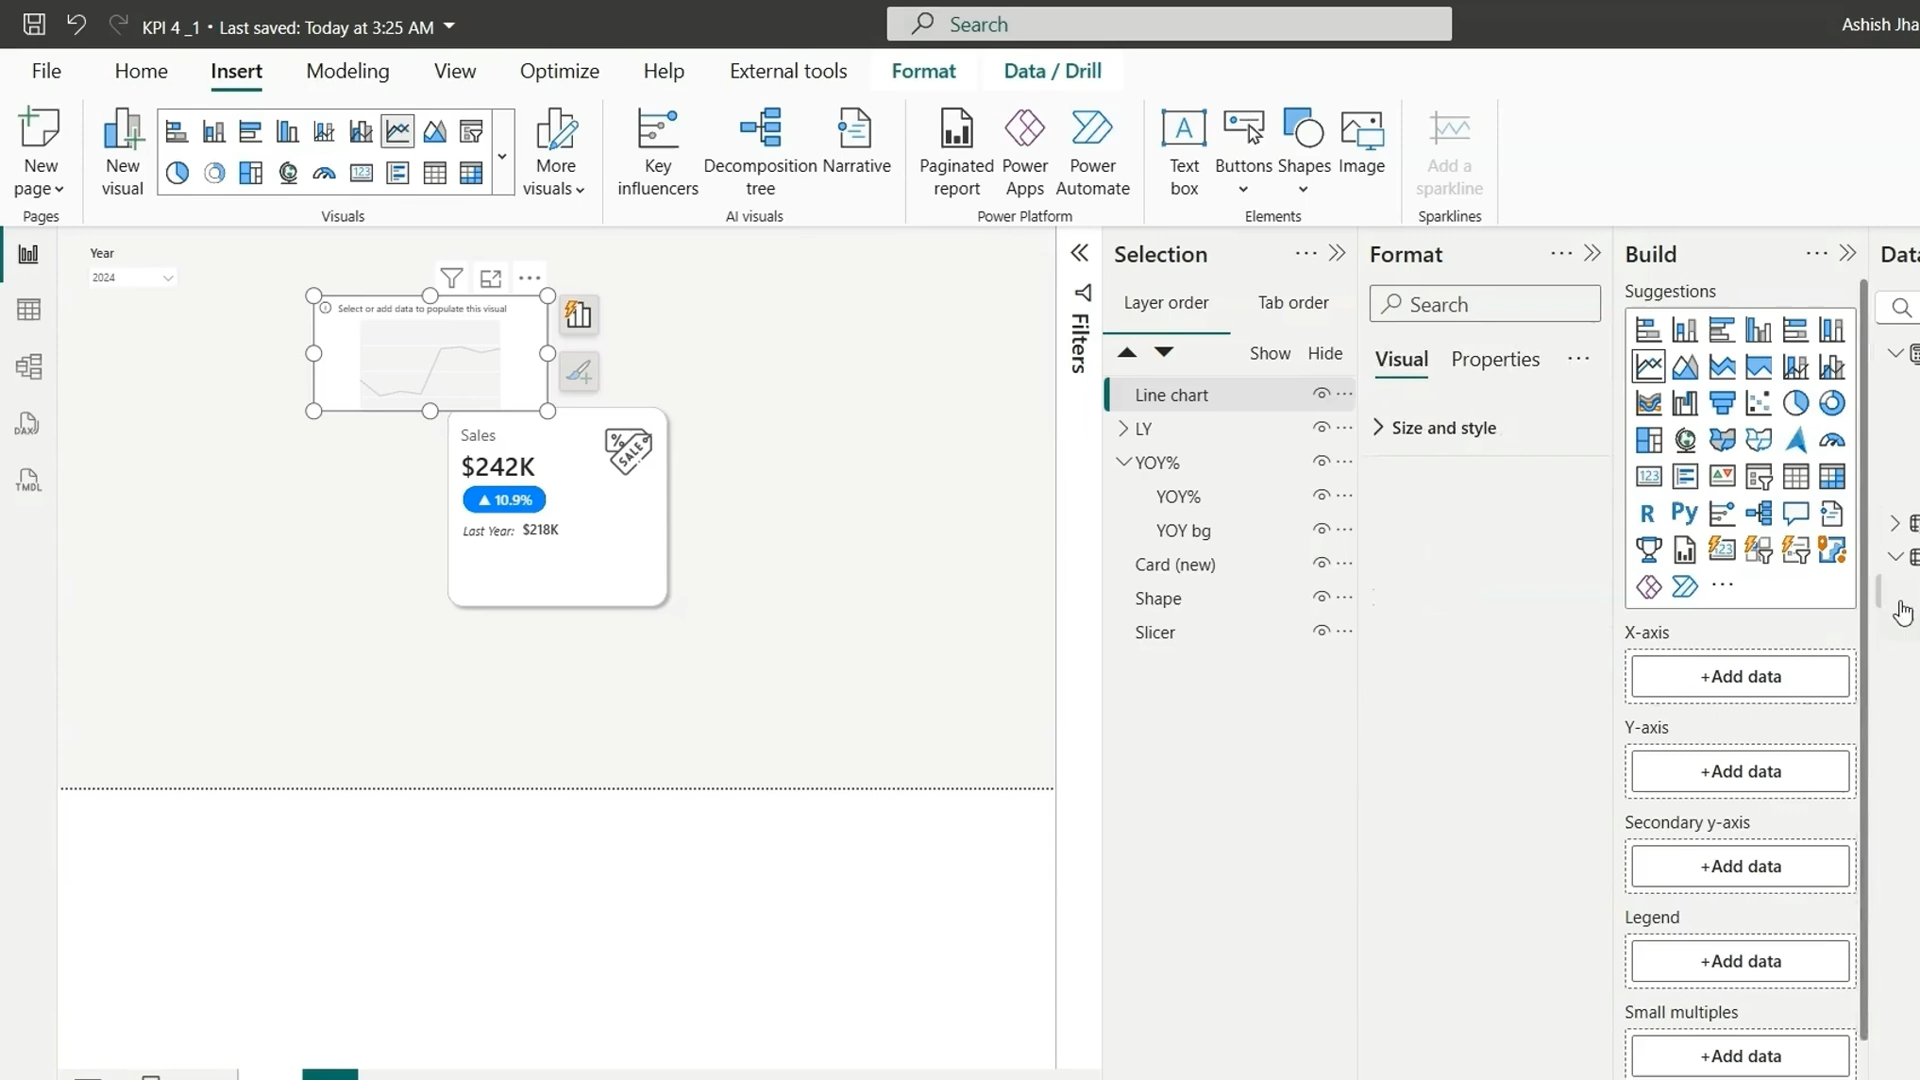 KPI 4 _1 • Last saved: Today at 3:25 AM
Search
Ashish Jha
File
Home
Insert
Modeling
View
Optimize
Help
External tools
Format
Data / Drill
New page
New visual
More visuals
Key influencers
Decomposition tree
Narrative
Paginated report
Power Apps
Power Automate
Text box
Buttons
Shapes
Image
Add a sparkline
Pages
Visuals
AI visuals
Power Platform
Elements
Sparklines
Year
2024
Select or add data to populate this visual
Sales
$242K
SALE
▲ 10.9%
Last Year: $218K
DAX
TMDL
Filters
Selection
Layer order
Tab order
Show
Hide
Line chart
LY
YOY%
YOY%
YOY bg
Card (new)
Shape
Slicer
Format
Search
Visual
Properties
Size and style
Build
Suggestions
123
R
Py
123
X-axis
+Add data
Y-axis
+Add data
Secondary y-axis
+Add data
Legend
+Add data
Small multiples
+Add data
Data